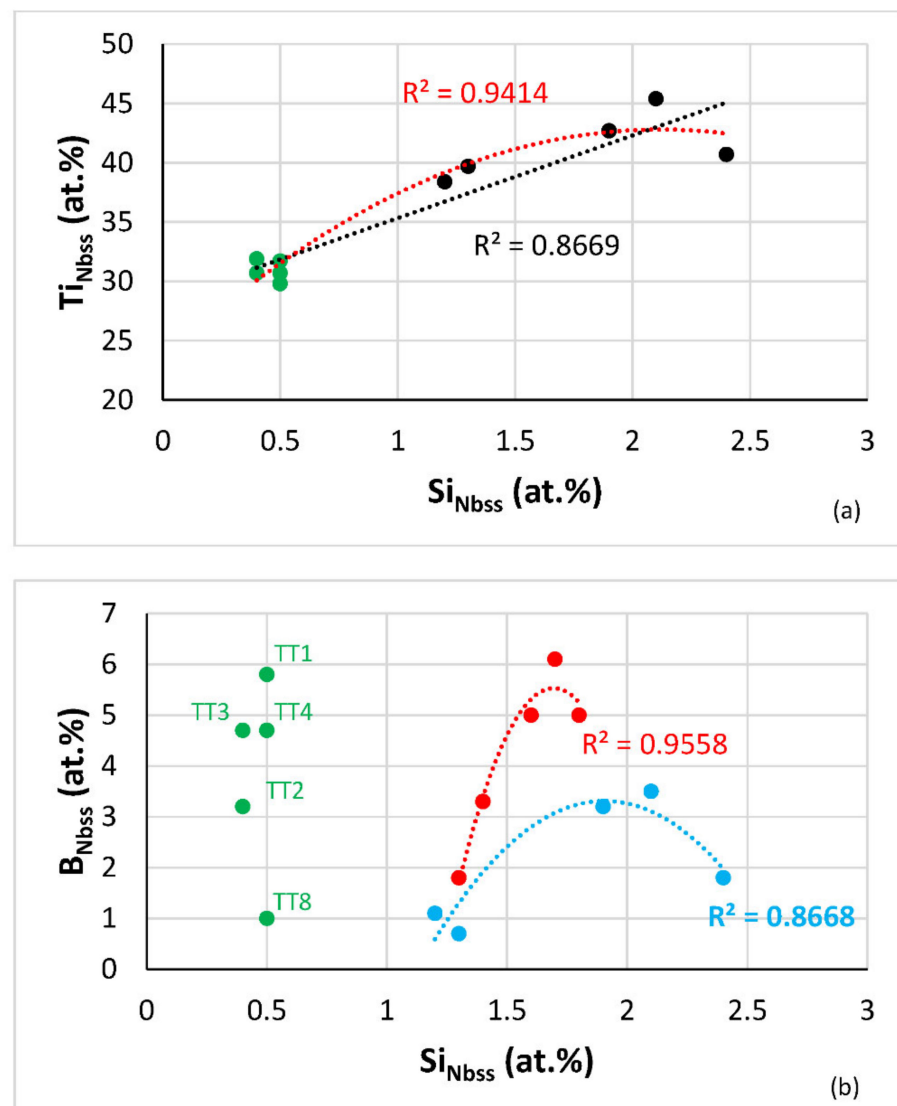 50
45
40
35
30
25
20
Ti_Nbss (at.%)
R² = 0.9414
R² = 0.8669
0 0.5 1 1.5 2 2.5 3
Si_Nbss (at.%)
(a)
7
6
5
4
3
2
1
0
B_Nbss (at.%)
TT1
TT3 TT4
TT2
TT8
R² = 0.9558
R² = 0.8668
0 0.5 1 1.5 2 2.5 3
Si_Nbss (at.%)
(b)